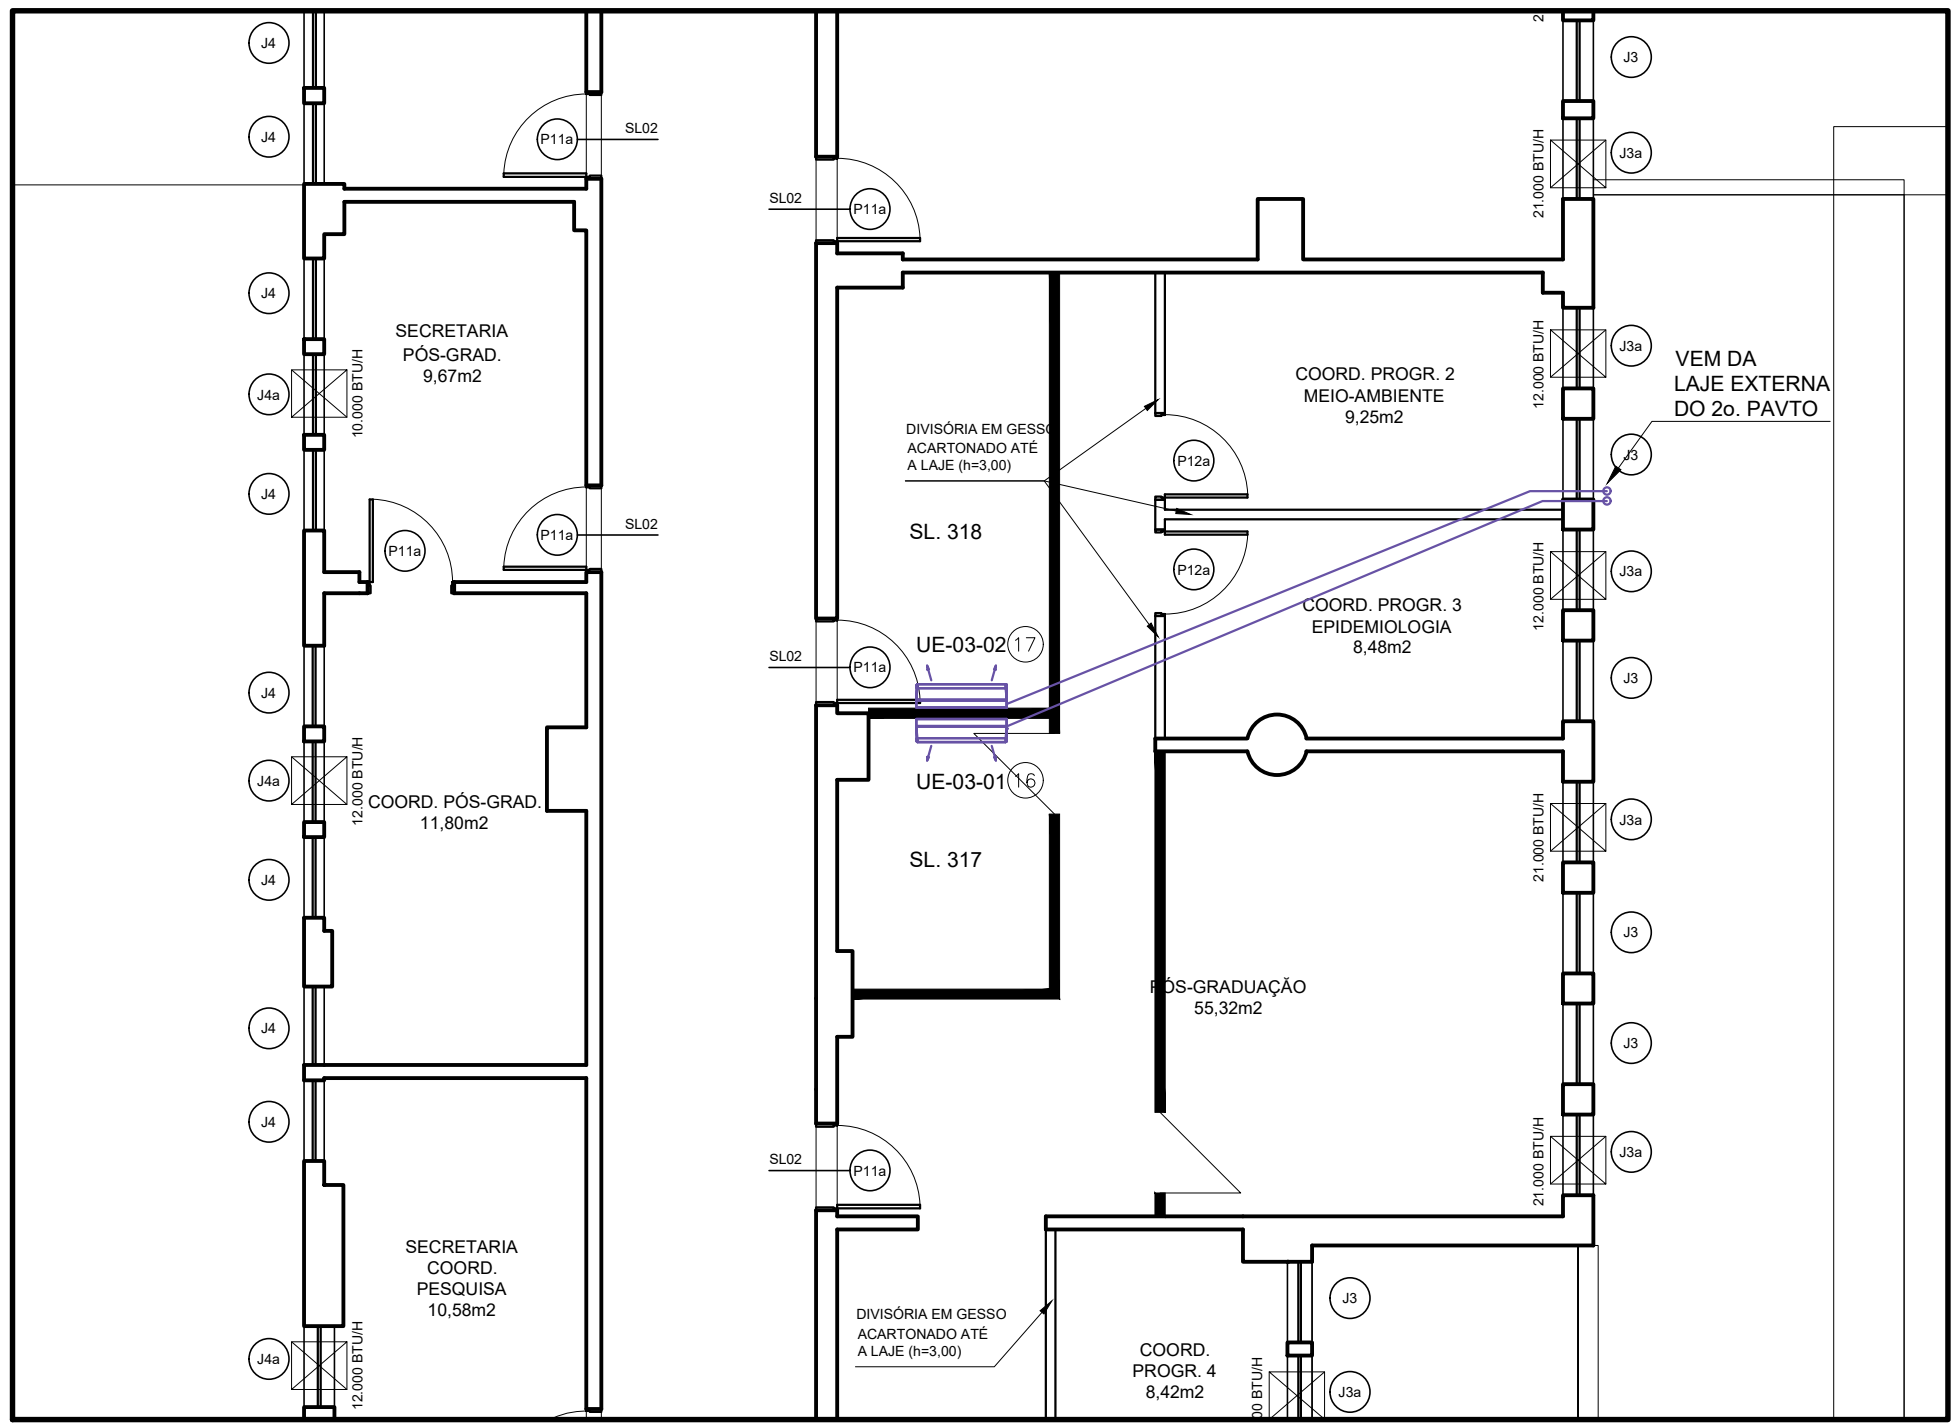 J4
J4
P11a
SL02
J4
SECRETARIA
PÓS-GRAD.
9,67m2
J4a
10.000 BTU/H
J4
P11a
P11a
SL02
J4
J4a
12.000 BTU/H
COORD. PÓS-GRAD.
11,80m2
J4
J4
J4
SECRETARIA
COORD.
PESQUISA
10,58m2
J4a
12.000 BTU/H
SL02
P11a
DIVISÓRIA EM GESSO
ACARTONADO ATÉ
A LAJE (h=3,00)
SL. 318
SL02
P11a
UE-03-02
17
UE-03-01
16
SL. 317
SL02
P11a
DIVISÓRIA EM GESSO
ACARTONADO ATÉ
A LAJE (h=3,00)
COORD. PROGR. 2
MEIO-AMBIENTE
9,25m2
P12a
P12a
COORD. PROGR. 3
EPIDEMIOLOGIA
8,48m2
PÓS-GRADUAÇÃO
55,32m2
COORD.
PROGR. 4
8,42m2
2
J3
21.000 BTU/H
J3a
12.000 BTU/H
J3a
VEM DA
LAJE EXTERNA
DO 2o. PAVTO
J3
12.000 BTU/H
J3a
J3
21.000 BTU/H
J3a
J3
J3
21.000 BTU/H
J3a
J3
00 BTU/H
J3a